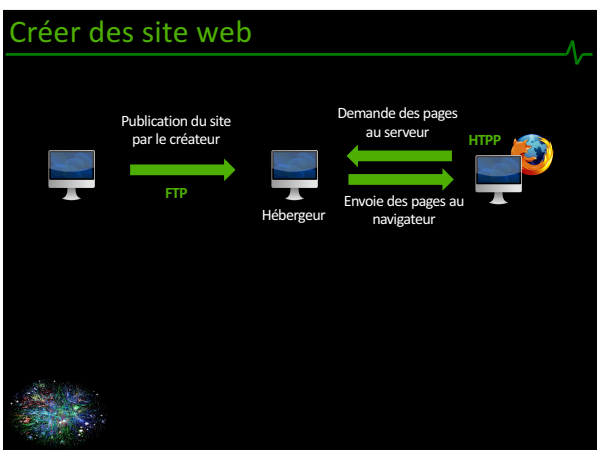 Créer des site web
Publication du site
par le créateur
FTP
Hébergeur
Demande des pages
au serveur
HTPP
Envoie des pages au
navigateur